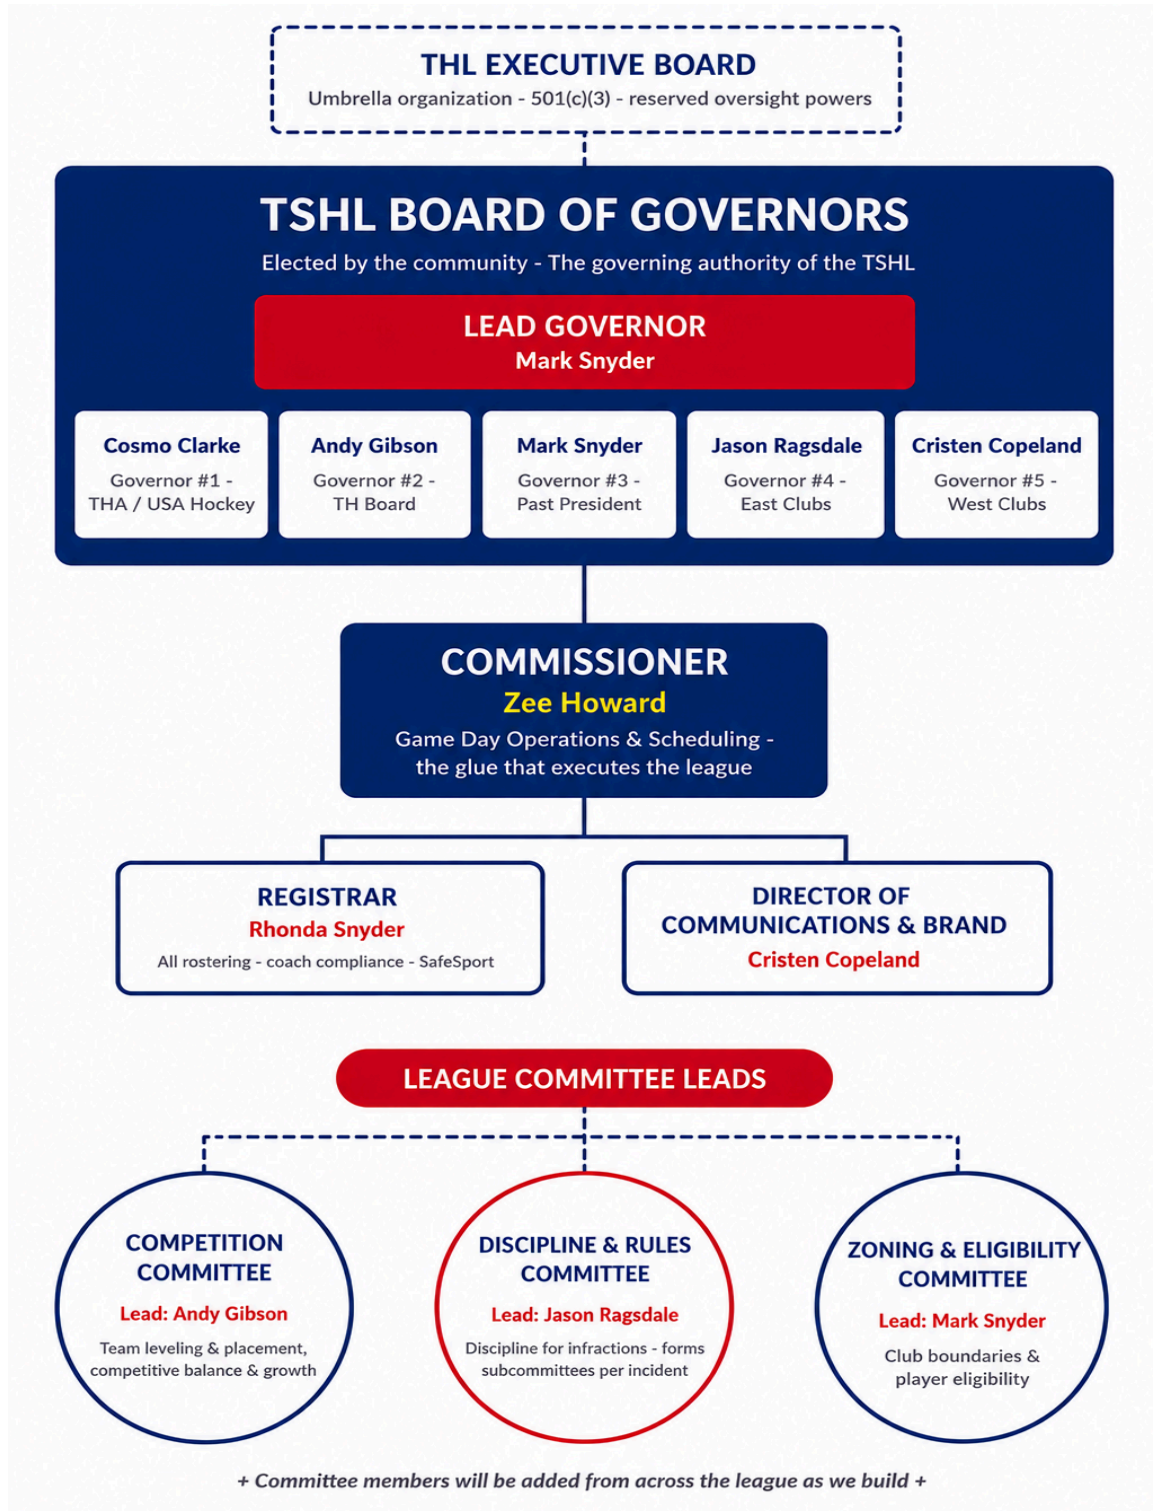 THL EXECUTIVE BOARD
Umbrella organization - 501(c)(3) - reserved oversight powers
TSHL BOARD OF GOVERNORS
Elected by the community - The governing authority of the TSHL
LEAD GOVERNOR
Mark Snyder
Cosmo Clarke
Governor #1 -
THA / USA Hockey
Andy Gibson
Governor #2 -
TH Board
Mark Snyder
Governor #3 -
Past President
Jason Ragsdale
Governor #4 -
East Clubs
Cristen Copeland
Governor #5 -
West Clubs
COMMISSIONER
Zee Howard
Game Day Operations & Scheduling -
the glue that executes the league
REGISTRAR
Rhonda Snyder
All rostering - coach compliance - SafeSport
DIRECTOR OF
COMMUNICATIONS & BRAND
Cristen Copeland
LEAGUE COMMITTEE LEADS
COMPETITION
COMMITTEE
Lead: Andy Gibson
Team leveling & placement,
competitive balance & growth
DISCIPLINE & RULES
COMMITTEE
Lead: Jason Ragsdale
Discipline for infractions - forms
subcommittees per incident
ZONING & ELIGIBILITY
COMMITTEE
Lead: Mark Snyder
Club boundaries &
player eligibility
+ Committee members will be added from across the league as we build +